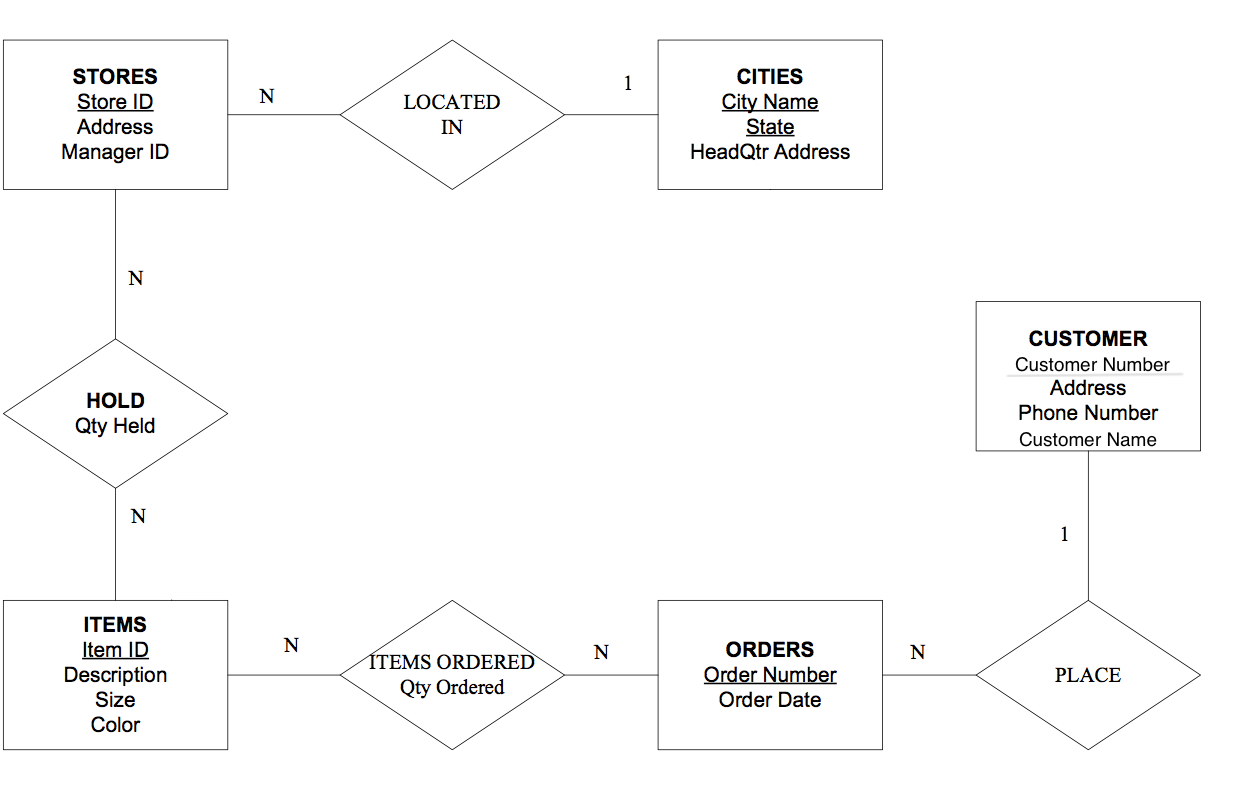 STORES
Store ID
Address
Manager ID
N
LOCATED
IN
1
CITIES
City Name
State
HeadQtr Address
N
HOLD
Qty Held
N
CUSTOMER
Customer Number
Address
Phone Number
Customer Name
1
ITEMS
Item ID
Description
Size
Color
N
ITEMS ORDERED
Qty Ordered
N
ORDERS
Order Number
Order Date
N
PLACE